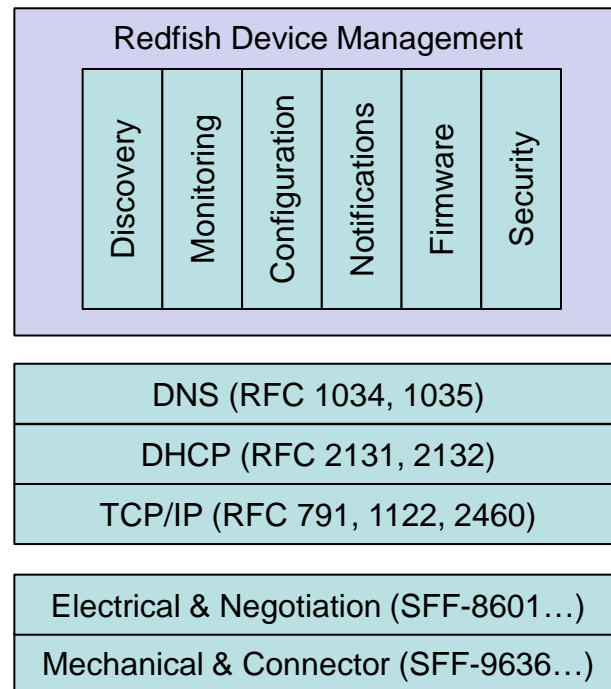 Redfish Device Management
Discovery
Monitoring
Configuration
Notifications
Firmware
Security
DNS (RFC 1034, 1035)
DHCP (RFC 2131, 2132)
TCP/IP (RFC 791, 1122, 2460)
Electrical & Negotiation (SFF-8601…)
Mechanical & Connector (SFF-9636…)